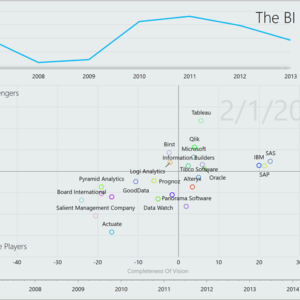 The BI
2008 2009 2010 2011 2012 2013
engers
2/1/20
Tableau
Qlik
Birst
Microsoft
Information Builders
IBM
SAS
Logi Analytics
Tibco Software
SAP
Pyramid Analytics
Prognoz
Alteryx
Oracle
Board International
GoodData
Panorama Software
Salient Management Company
Data Watch
Actuate
e Players
-40 -30 -20 -10 0 10 20 30
Completeness Of Vision
2008 2009 2010 2011 2012 2013 2014